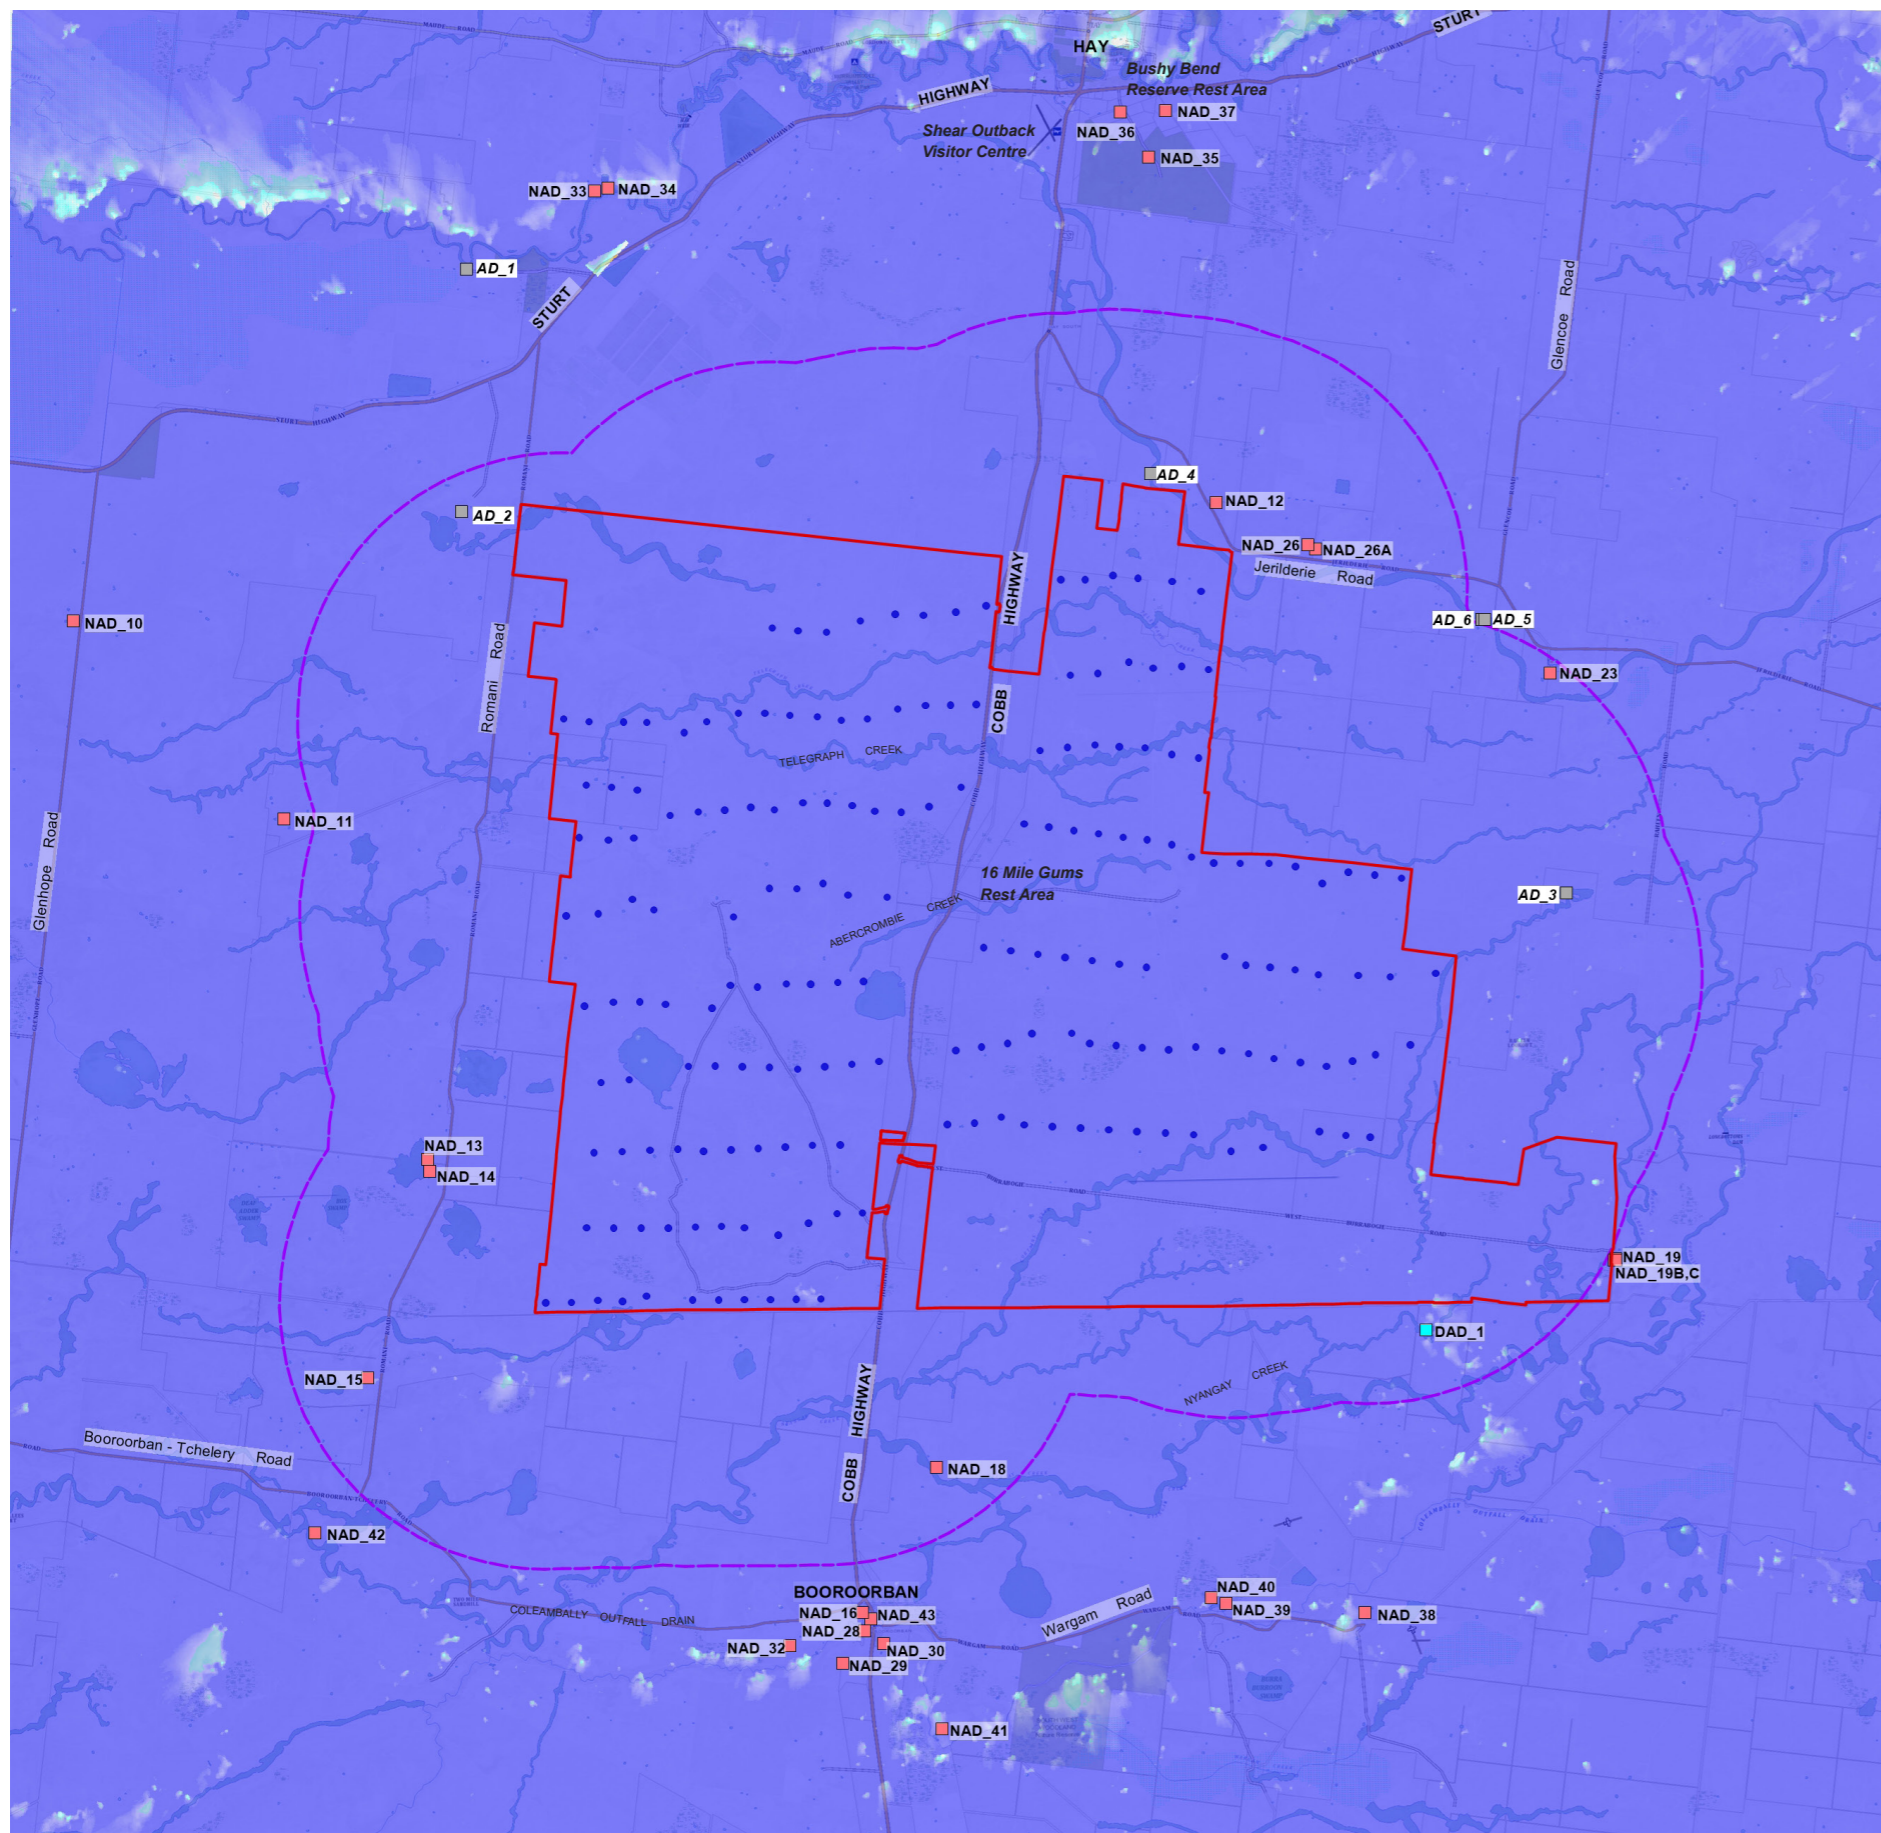 STURT
HAY
Bushy Bend
Reserve Rest Area
HIGHWAY
NAD_37
NAD_36
Shear Outback
Visitor Centre
NAD_35
NAD_33
NAD_34
AD_1
STURT
Glencoe Road
STURT HIGHWAY
AD_4
NAD_12
AD_2
NAD_26
NAD_26A
Jerilderie Road
HIGHWAY
NAD_10
AD_6
AD_5
Romani Road
NAD_23
COBB
TELEGRAPH CREEK
NAD_11
Glenhope Road
16 Mile Gums
Rest Area
AD_3
ABERCROMBIE CREEK
NAD_13
NAD_14
NAD_19
NAD_19B,C
DAD_1
NAD_15
NYANGAY CREEK
HIGHWAY
COBB
Booroorban - Tchelery Road
NAD_18
NAD_42
BOOROORBAN
COLEAMBALLY OUTFALL DRAIN
NAD_16
NAD_43
NAD_28
NAD_32
NAD_30
NAD_29
Wargam Road
NAD_40
NAD_39
NAD_38
NAD_41